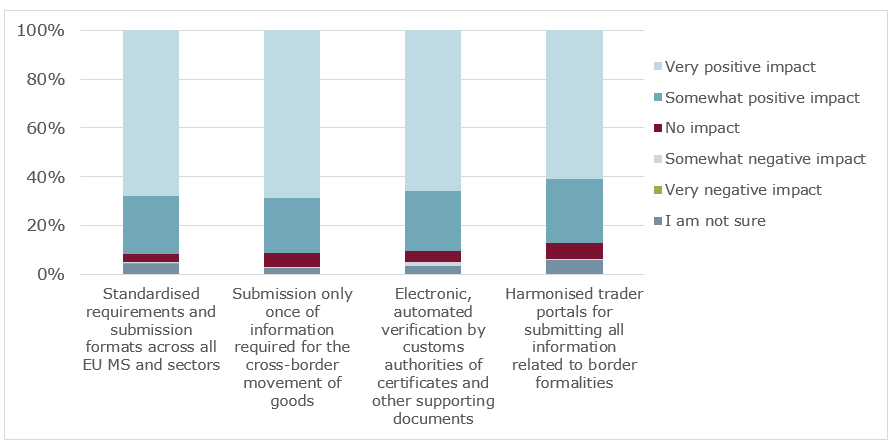 100%
80%
60%
40%
20%
0%
Standardised
requirements and
submission
formats across all
EU MS and sectors
Submission only
once of
information
required for the
cross-border
movement of
goods
Electronic,
automated
verification by
customs
authorities of
certificates and
other supporting
documents
Harmonised trader
portals for
submitting all
information
related to border
formalities
Very positive impact
Somewhat positive impact
No impact
Somewhat negative impact
Very negative impact
I am not sure